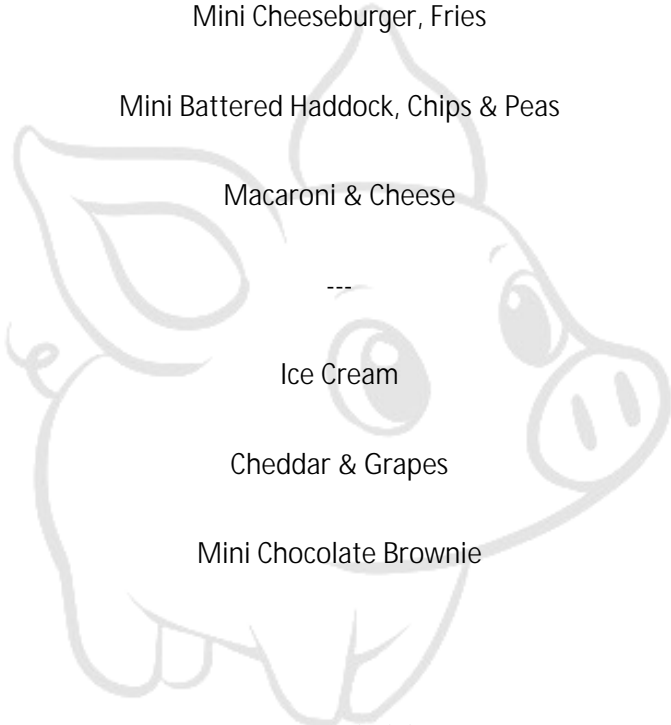 Mini Cheeseburger, Fries
Mini Battered Haddock, Chips & Peas
Macaroni & Cheese
---
Ice Cream
Cheddar & Grapes
Mini Chocolate Brownie